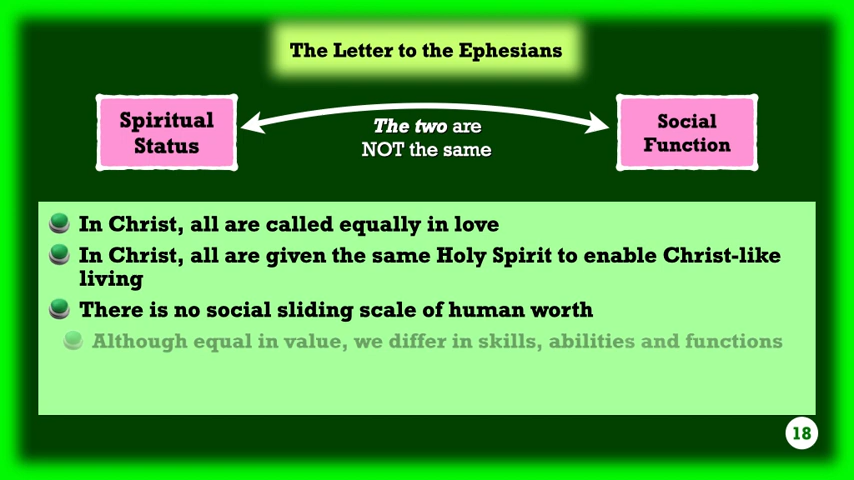 The Letter to the Ephesians
Spiritual
Status
The two are
NOT the same
Social
Function
In Christ, all are called equally in love
In Christ, all are given the same Holy Spirit to enable Christ-like
living
There is no social sliding scale of human worth
Although equal in value, we differ in skills, abilities and functions
18